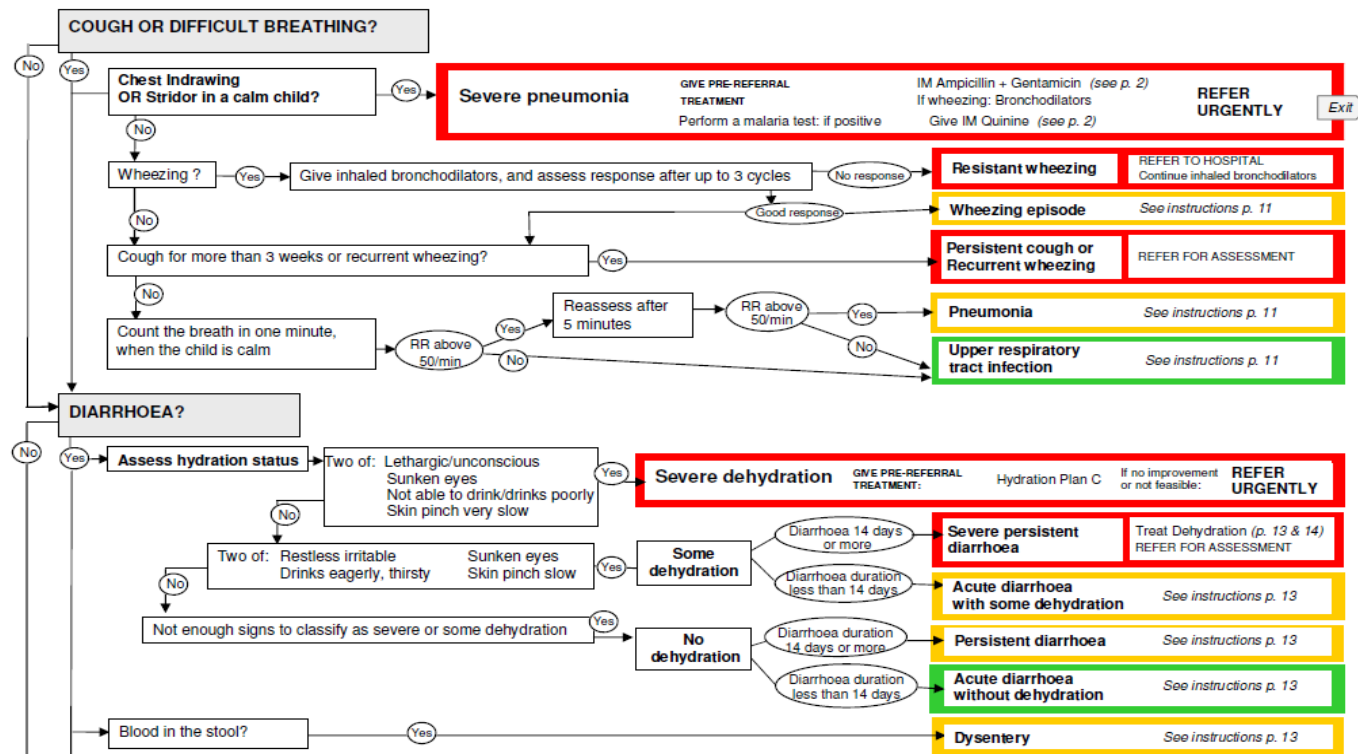 COUGH OR DIFFICULT BREATHING?
No
Yes
Chest Indrawing
OR Stridor in a calm child?
Yes
Severe pneumonia
GIVE PRE-REFERRAL
TREATMENT
Perform a malaria test: if positive
IM Ampicillin + Gentamicin (see p. 2)
If wheezing: Bronchodilators
Give IM Quinine (see p. 2)
REFER
URGENTLY
Exit
No
Wheezing ?
Yes
Give inhaled bronchodilators, and assess response after up to 3 cycles
No response
Resistant wheezing
REFER TO HOSPITAL
Continue inhaled bronchodilators
Good response
Wheezing episode
See instructions p. 11
No
Cough for more than 3 weeks or recurrent wheezing?
Yes
Persistent cough or
Recurrent wheezing
REFER FOR ASSESSMENT
No
Count the breath in one minute,
when the child is calm
RR above
50/min
Yes
No
Reassess after
5 minutes
RR above
50/min
Yes
No
Pneumonia
See instructions p. 11
Upper respiratory
tract infection
See instructions p. 11
DIARRHOEA?
No
Yes
Assess hydration status
Two of: Lethargic/unconscious
Sunken eyes
Not able to drink/drinks poorly
Skin pinch very slow
Yes
Severe dehydration
GIVE PRE-REFERRAL
TREATMENT:
Hydration Plan C
If no improvement
or not feasible:
REFER
URGENTLY
No
Two of: Restless irritable Sunken eyes
Drinks eagerly, thirsty Skin pinch slow
Yes
Some
dehydration
Diarrhoea 14 days
or more
Severe persistent
diarrhoea
Treat Dehydration (p. 13 & 14)
REFER FOR ASSESSMENT
Diarrhoea duration
less than 14 days
Acute diarrhoea
with some dehydration
See instructions p. 13
No
Not enough signs to classify as severe or some dehydration
Yes
No
dehydration
Diarrhoea duration
14 days or more
Persistent diarrhoea
See instructions p. 13
Diarrhoea duration
less than 14 days
Acute diarrhoea
without dehydration
See instructions p. 13
Blood in the stool?
Yes
Dysentery
See instructions p. 13